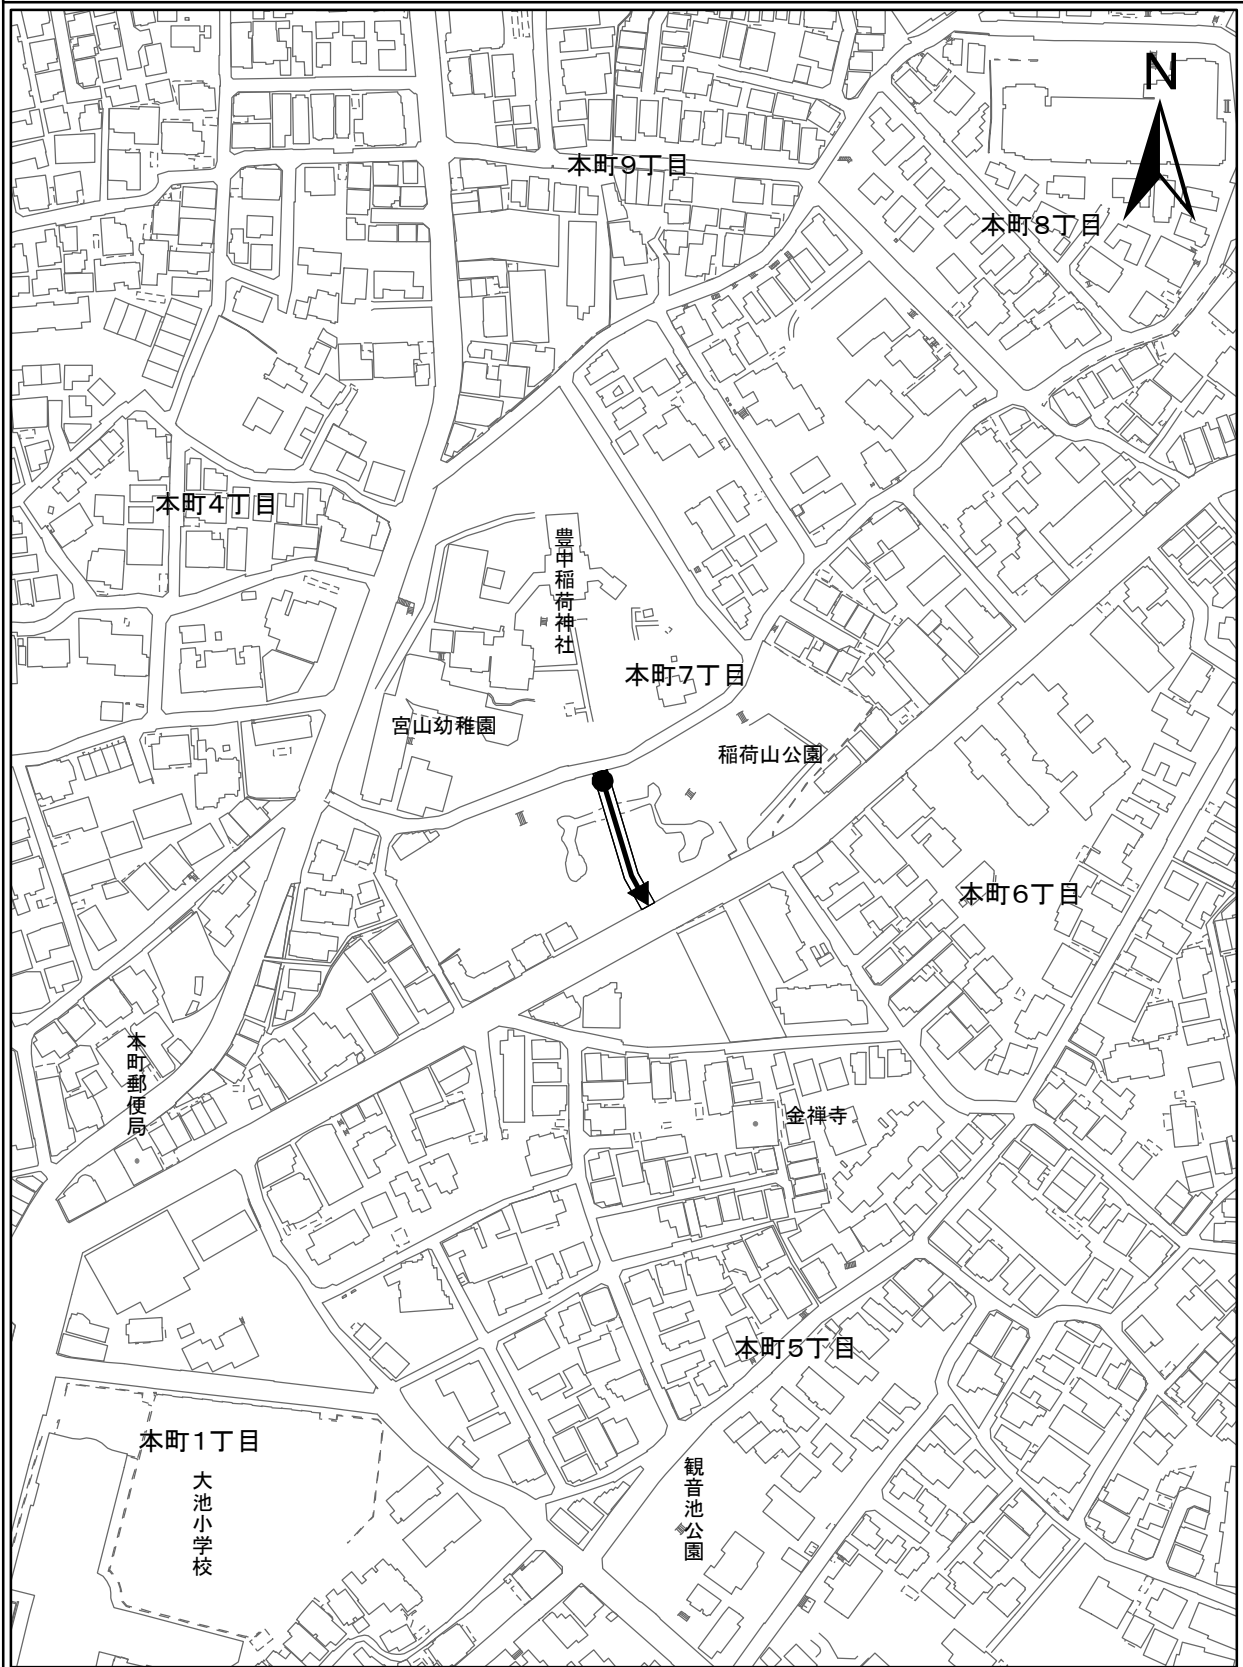 N
本町9丁目
本町8丁目
本町4丁目
豊中稲荷神社
本町7丁目
宮山幼稚園
稲荷山公園
本町6丁目
本町郵便局
金禅寺
本町5丁目
本町1丁目
大池小学校
観音池公園